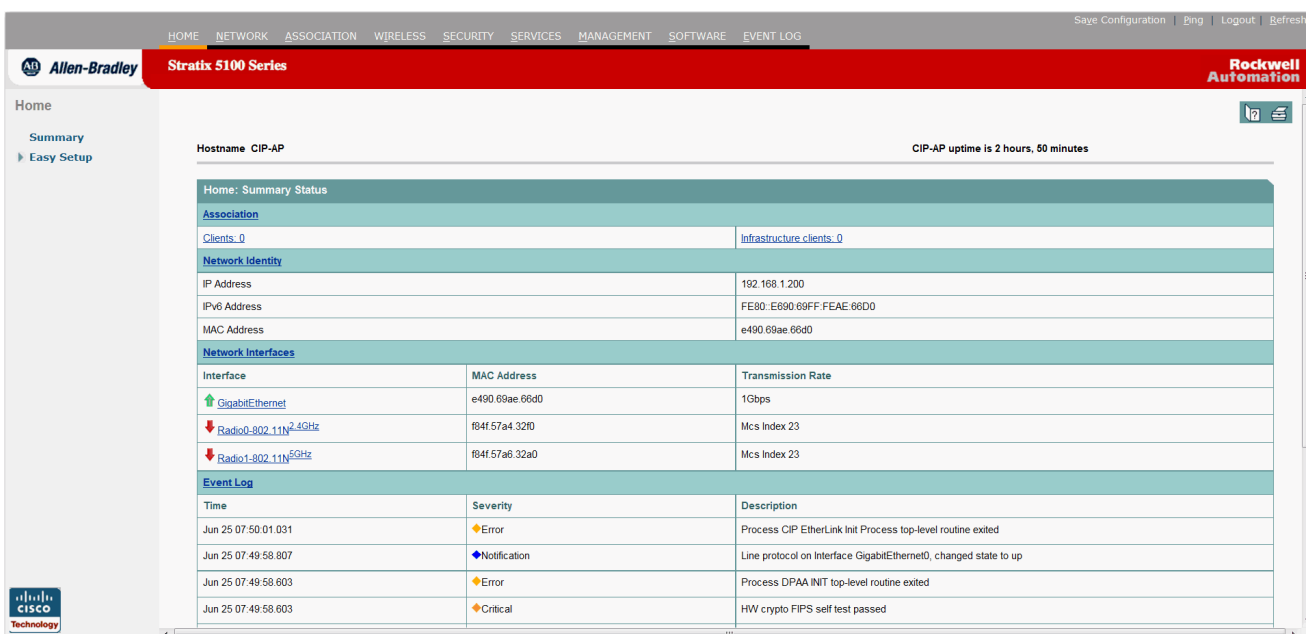 Save Configuration | Ping | Logout | Refresh
HOME NETWORK ASSOCIATION WIRELESS SECURITY SERVICES MANAGEMENT SOFTWARE EVENT LOG
AB Allen-Bradley Stratix 5100 Series Rockwell Automation
Home
Summary
Easy Setup
Hostname CIP-AP CIP-AP uptime is 2 hours, 50 minutes
Home: Summary Status
Association
Clients: 0 Infrastructure clients: 0
Network Identity
IP Address 192.168.1.200
IPv6 Address FE80::E690:69FF:FEAE:66D0
MAC Address e490.69ae.66d0
Network Interfaces
Interface MAC Address Transmission Rate
GigabitEthernet e490.69ae.66d0 1Gbps
Radio0-802.11N2.4GHz f84f.57a4.32f0 Mcs Index 23
Radio1-802.11N5GHz f84f.57a6.32a0 Mcs Index 23
Event Log
Time Severity Description
Jun 25 07:50:01.031 Error Process CIP EtherLink Init Process top-level routine exited
Jun 25 07:49:58.807 Notification Line protocol on Interface GigabitEthernet0, changed state to up
Jun 25 07:49:58.603 Error Process DPAA INIT top-level routine exited
Jun 25 07:49:58.603 Critical HW crypto FIPS self test passed
CISCO
Technology